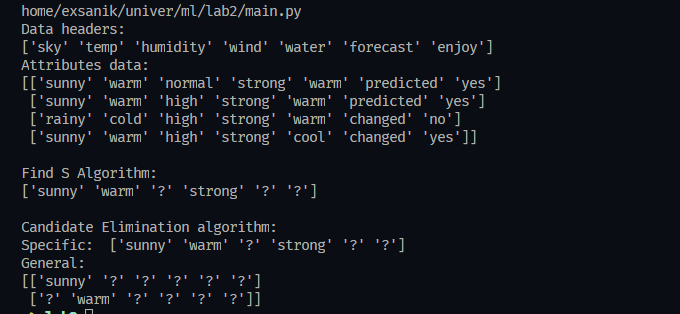 home/exsanik/univer/ml/lab2/main.py
Data headers:
['sky' 'temp' 'humidity' 'wind' 'water' 'forecast' 'enjoy']
Attributes data:
[['sunny' 'warm' 'normal' 'strong' 'warm' 'predicted' 'yes']
 ['sunny' 'warm' 'high' 'strong' 'warm' 'predicted' 'yes']
 ['rainy' 'cold' 'high' 'strong' 'warm' 'changed' 'no']
 ['sunny' 'warm' 'high' 'strong' 'cool' 'changed' 'yes']]
Find S Algorithm:
['sunny' 'warm' '?' 'strong' '?' '?']
Candidate Elimination algorithm:
Specific:  ['sunny' 'warm' '?' 'strong' '?' '?']
General:
[['sunny' '?' '?' '?' '?' '?']
 ['?' 'warm' '?' '?' '?' '?']]